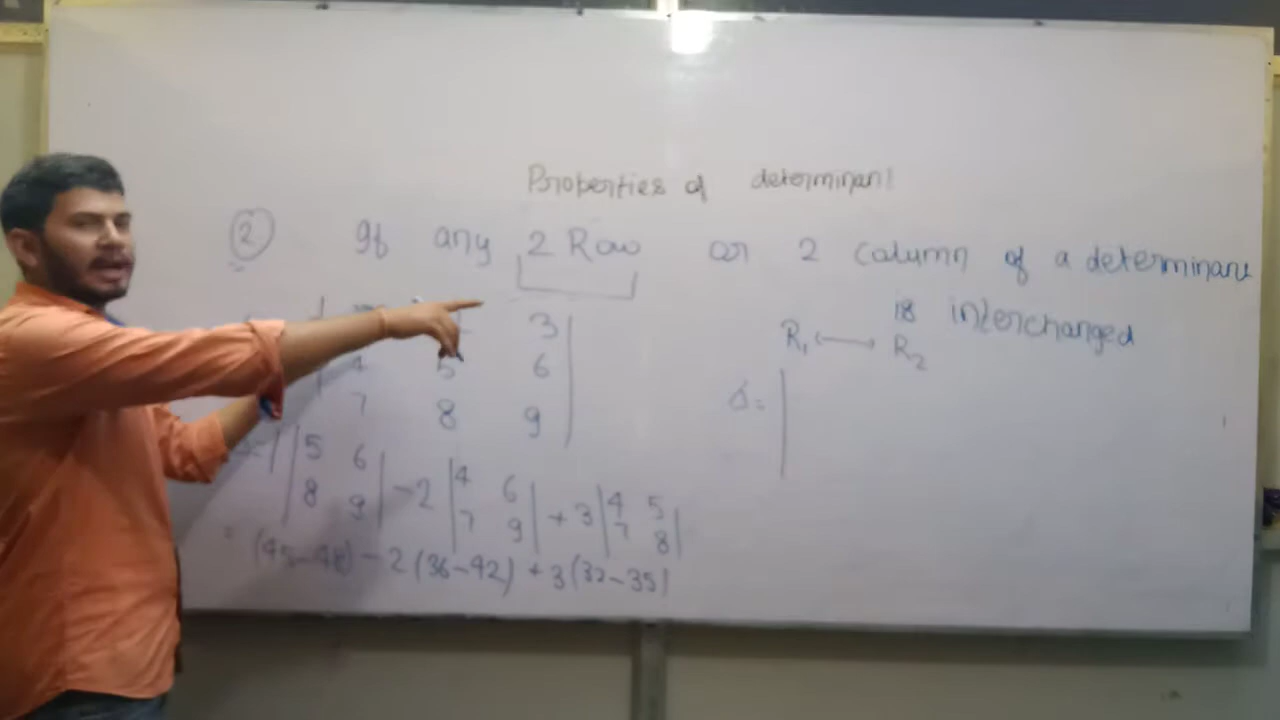 Properties of determinant
2 If any 2 Row or 2 column of a determinant
is interchanged
R₁ ⟷ R₂
3
4 5 6
7 8 9
Δ = |
| 5 6 | - 2 | 4 6 | + 3 | 4 5 |
| 8 9 | | 7 9 | | 7 8 |
= (45-48) - 2 (36-42) + 3 (32-35)